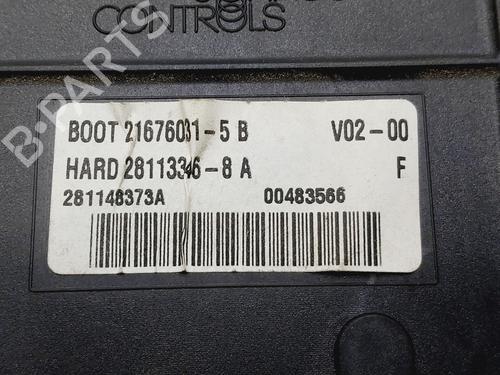 CONTROLS
BOOT 21676031-5 B V02-00
HARD 28113346-8 A F
281148373A 00483566
B-PARTS